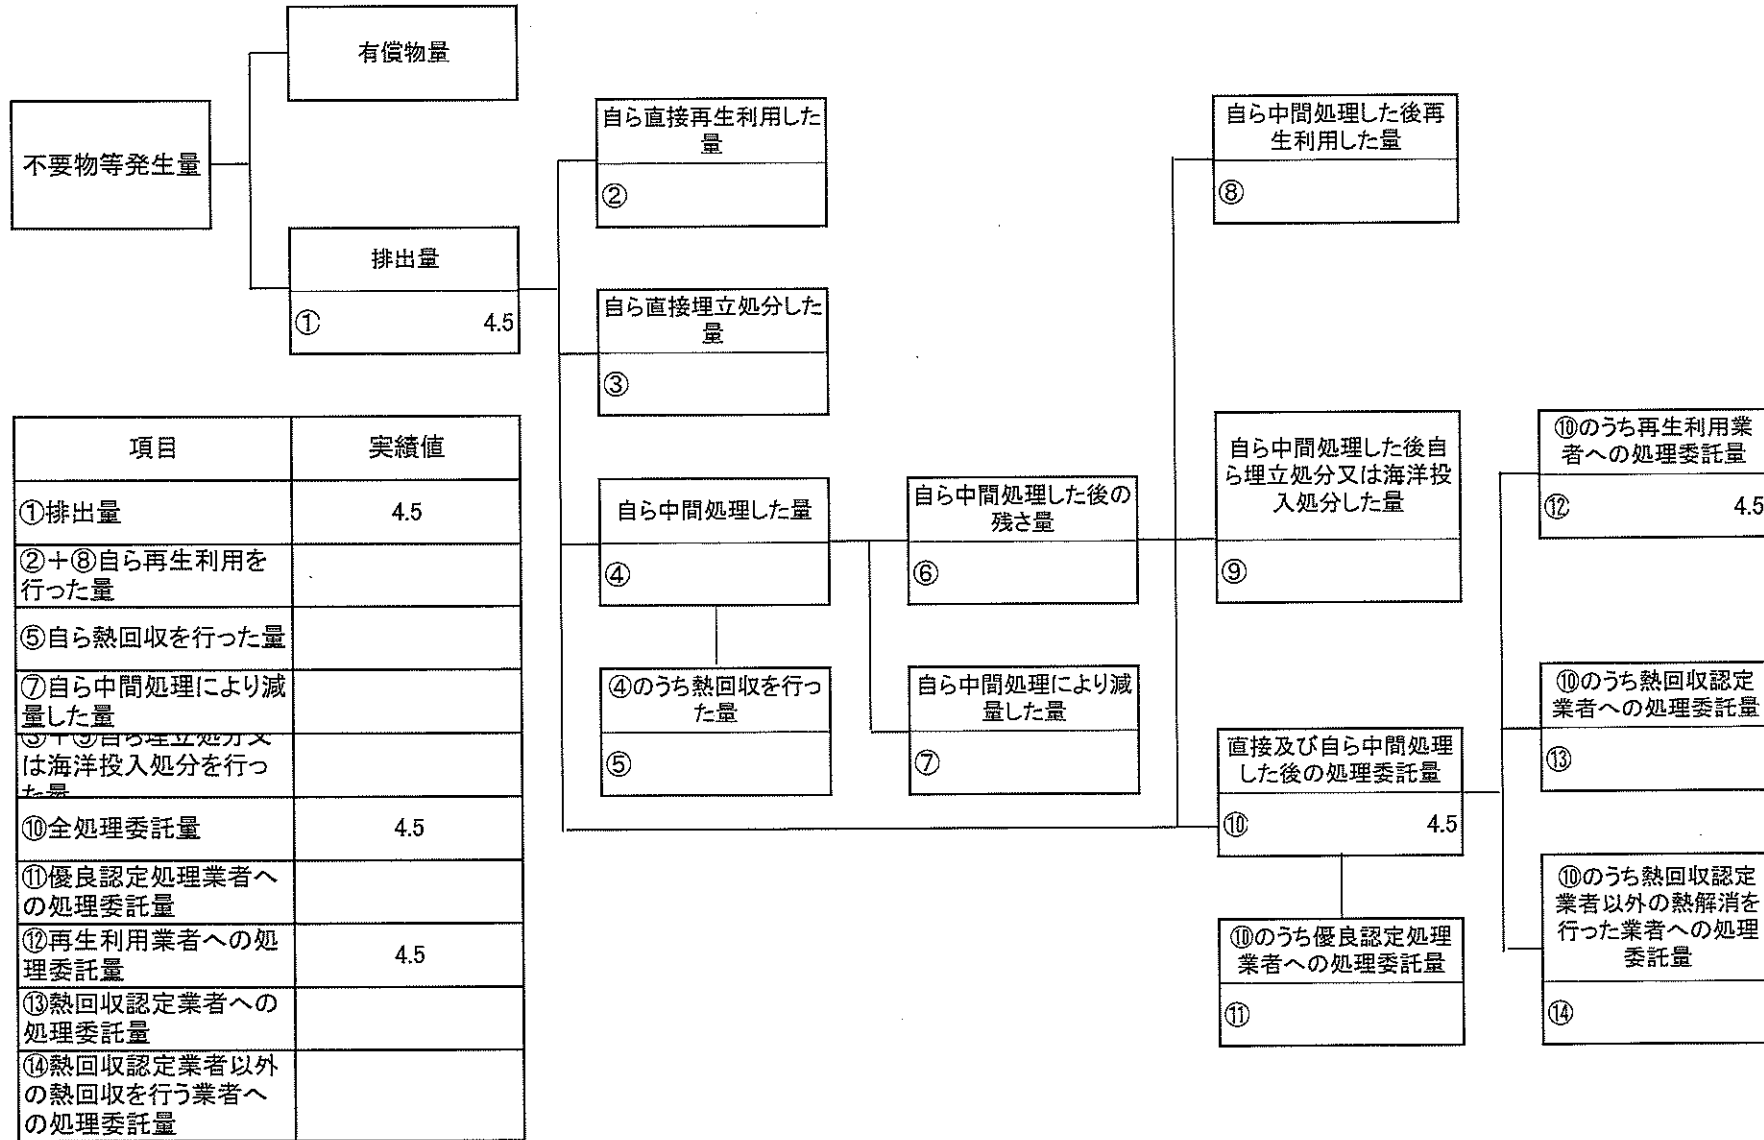 有償物量
不要物等発生量
排出量
① 4.5
自ら直接再生利用した
量
②
自ら直接埋立処分した
量
③
自ら中間処理した量
④
④のうち熱回収を行っ
た量
⑤
自ら中間処理した後の
残さ量
⑥
自ら中間処理により減
量した量
⑦
自ら中間処理した後再
生利用した量
⑧
自ら中間処理した後自
ら埋立処分又は海洋投
入処分した量
⑨
直接及び自ら中間処理
した後の処理委託量
⑩ 4.5
⑩のうち優良認定処理
業者への処理委託量
⑪
⑩のうち再生利用業
者への処理委託量
⑫ 4.5
⑩のうち熱回収認定
業者への処理委託量
⑬
⑩のうち熱回収認定
業者以外の熱解消を
行った業者への処理
委託量
⑭
項目 実績値
①排出量 4.5
②+⑧自ら再生利用を
行った量
⑤自ら熱回収を行った量
⑦自ら中間処理により減
量した量
③+⑨自ら埋立処分又
は海洋投入処分を行っ
た量
⑩全処理委託量 4.5
⑪優良認定処理業者へ
の処理委託量
⑫再生利用業者への処
理委託量 4.5
⑬熱回収認定業者への
処理委託量
⑭熱回収認定業者以外
の熱回収を行う業者へ
の処理委託量